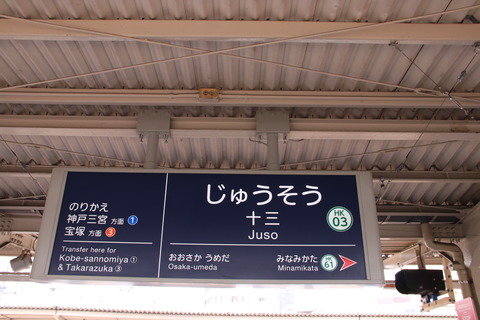 のりかえ
神戸三宮 方面 1
宝塚 方面 3
Transfer here for
Kobe-sannomiya ①
& Takarazuka ③
じゅうそう
十三
Juso
HK
03
おおさか うめだ
Osaka-umeda
みなみかた
Minamikata
HK
61